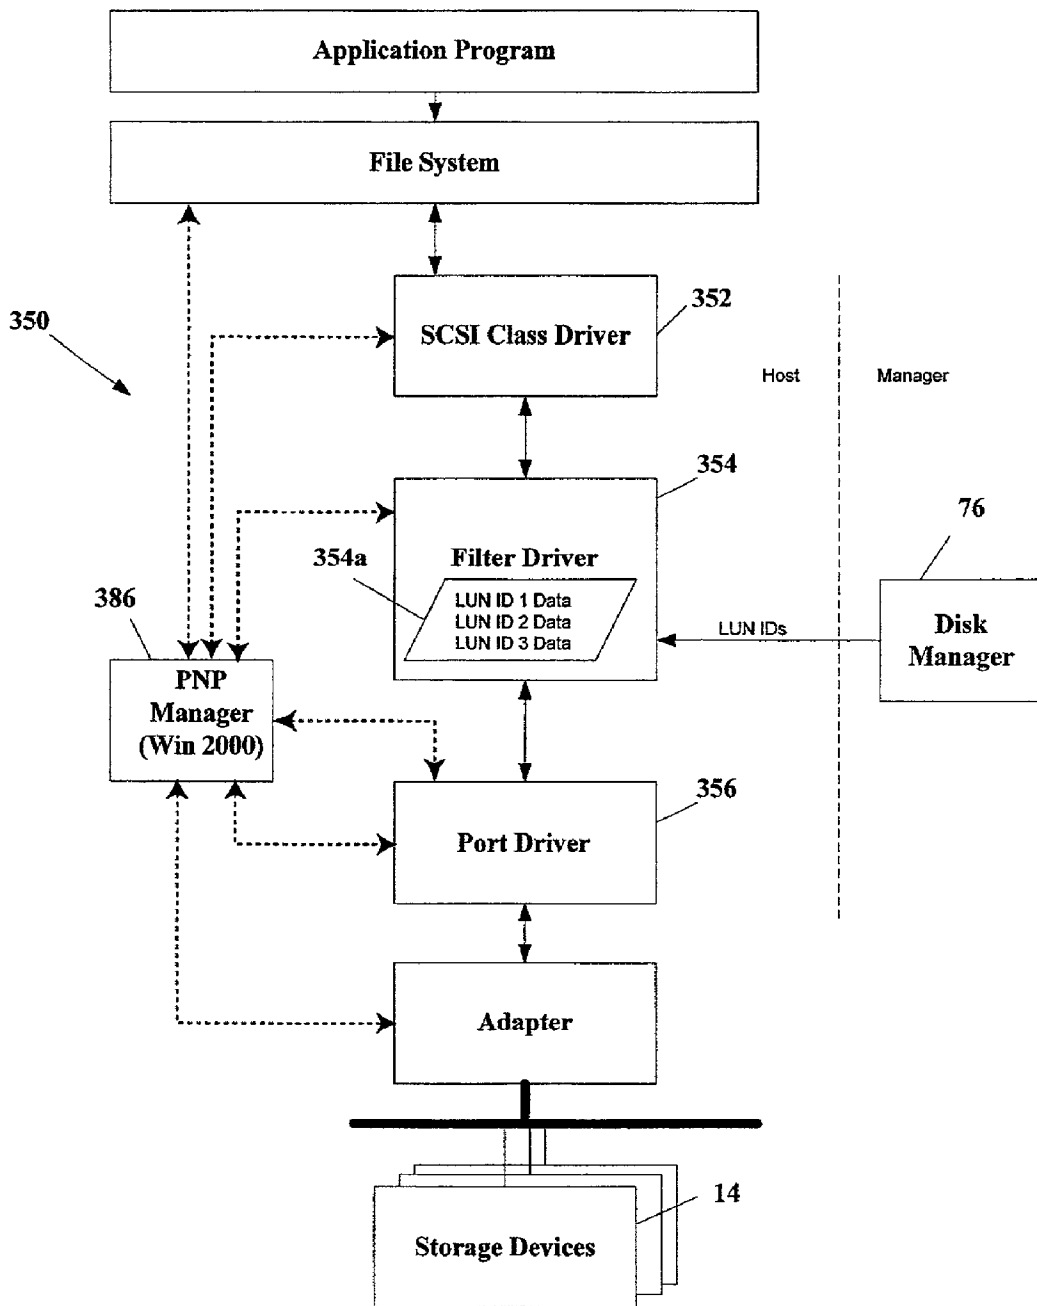 Application Program
File System
352
350
SCSI Class Driver
Host
Manager
354
76
354a
Filter Driver
LUN ID 1 Data
LUN ID 2 Data
LUN ID 3 Data
386
LUN IDs
Disk
Manager
PNP
Manager
(Win 2000)
356
Port Driver
Adapter
14
Storage Devices